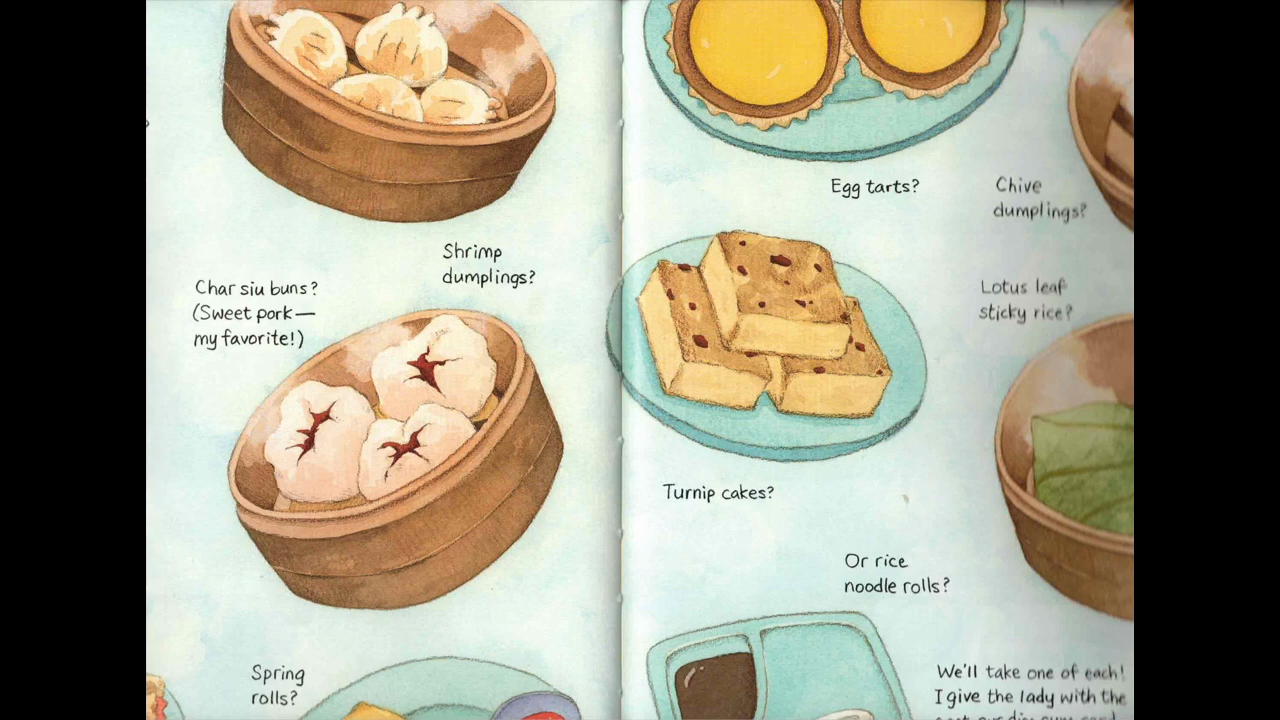 Shrimp
dumplings?
Char siu buns?
(Sweet pork—
my favorite!)
Spring
rolls?
Egg tarts?
Chive
dumplings?
Lotus leaf
sticky rice?
Turnip cakes?
Or rice
noodle rolls?
We'll take one of each!
I give the lady with the